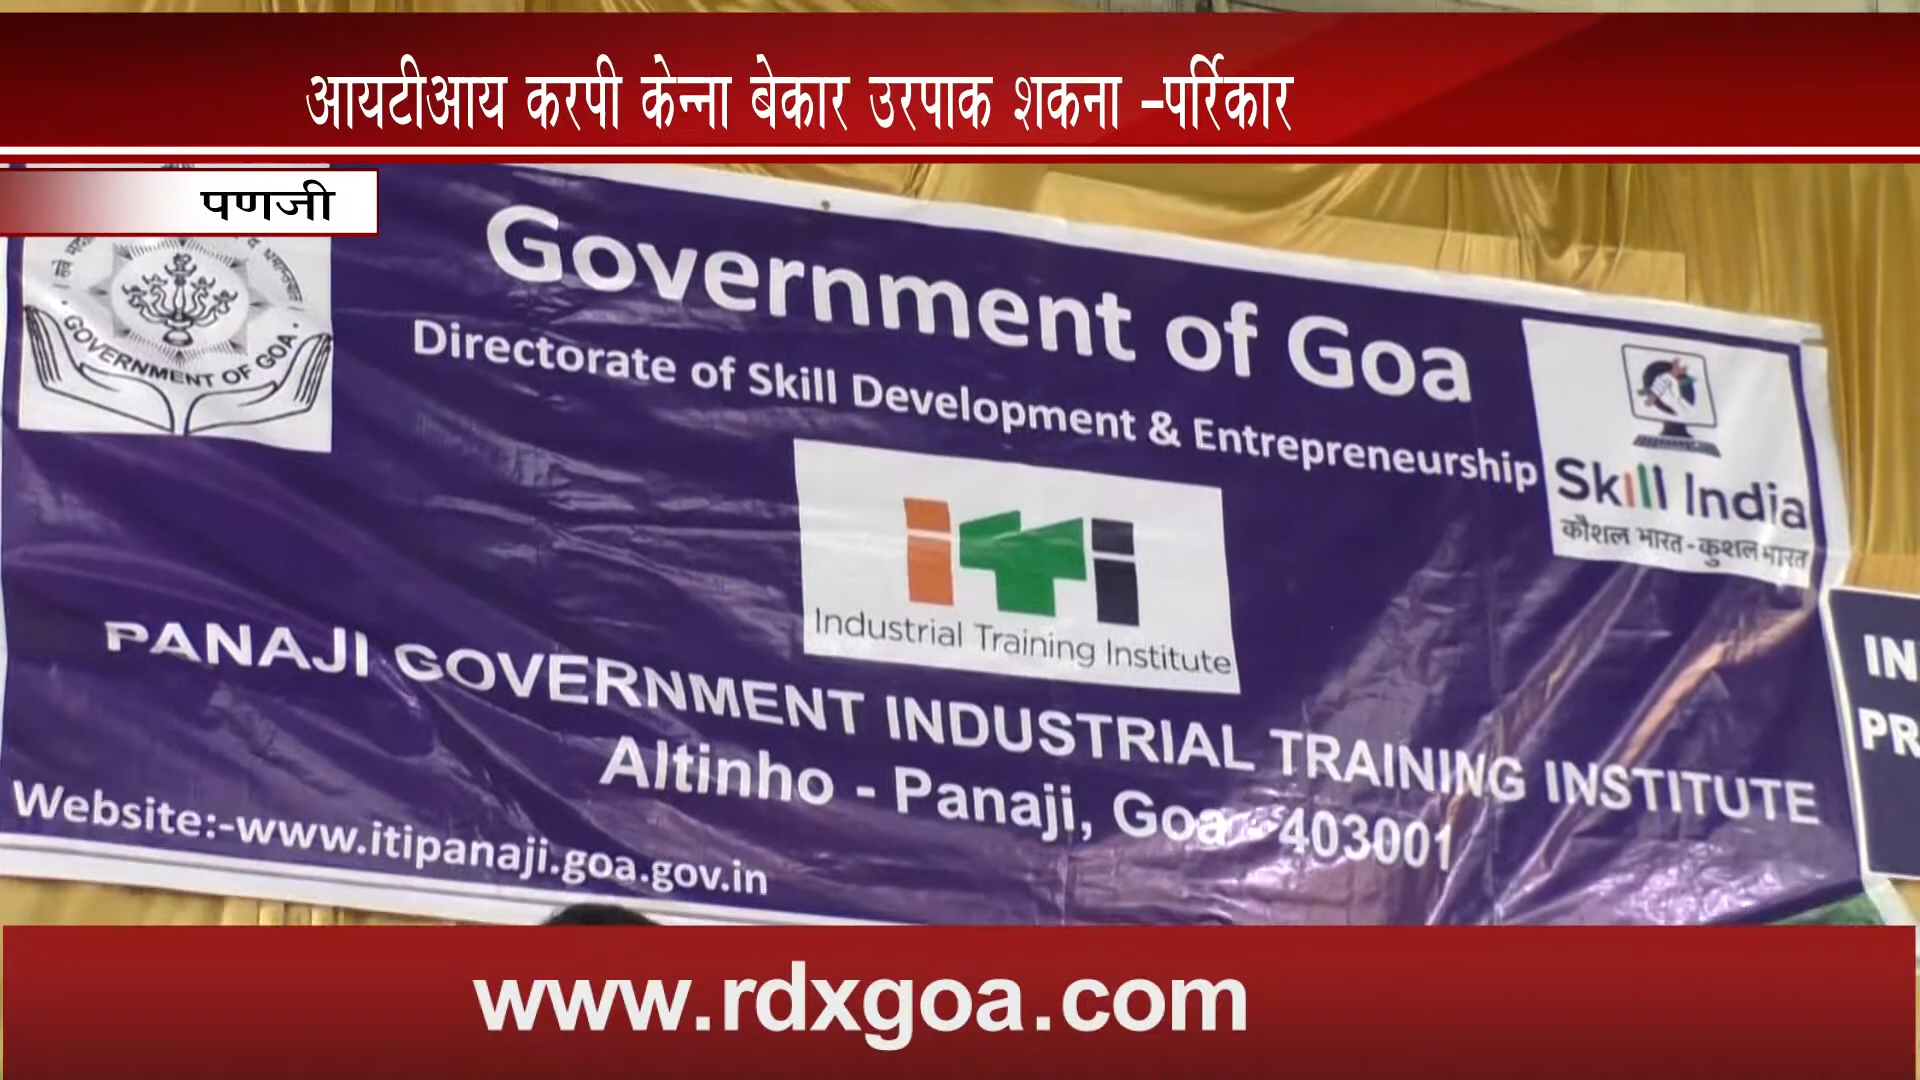 आयटीआय करपी केन्ना बेकार उरपाक शकना -पर्रिकार
पणजी
GOVERNMENT OF GOA
Government of Goa
Directorate of Skill Development & Entrepreneurship
Skill India
कौशल भारत - कुशल भारत
iti
Industrial Training Institute
PANAJI GOVERNMENT INDUSTRIAL TRAINING INSTITUTE
Altinho - Panaji, Goa - 403001
Website:-www.itipanaji.goa.gov.in
IN
PR
www.rdxgoa.com